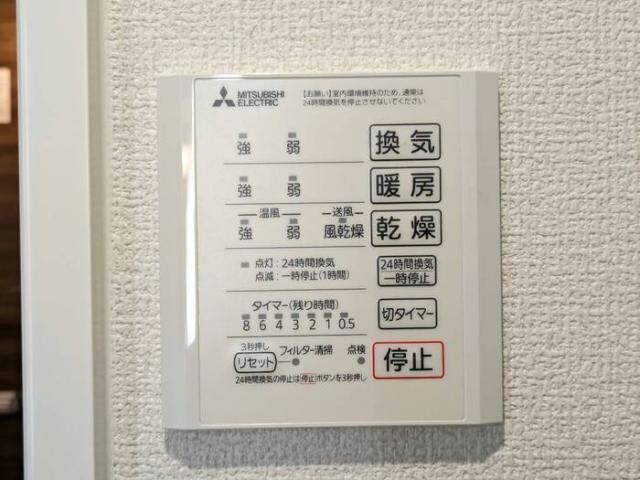 MITSUBISHI
ELECTRIC
【お願い】室内環境維持のため、通常は
24時間換気を停止させないでください
強 弱 換気
強 弱 暖房
温風 送風
強 弱 風乾燥 乾燥
点灯:24時間換気
点滅:一時停止(1時間)
24時間換気
一時停止
タイマー(残り時間)
8 6 4 3 2 1 0.5
切タイマー
3秒押し
リセット フィルター清掃 点検
停止
24時間換気の停止は停止ボタンを3秒押し